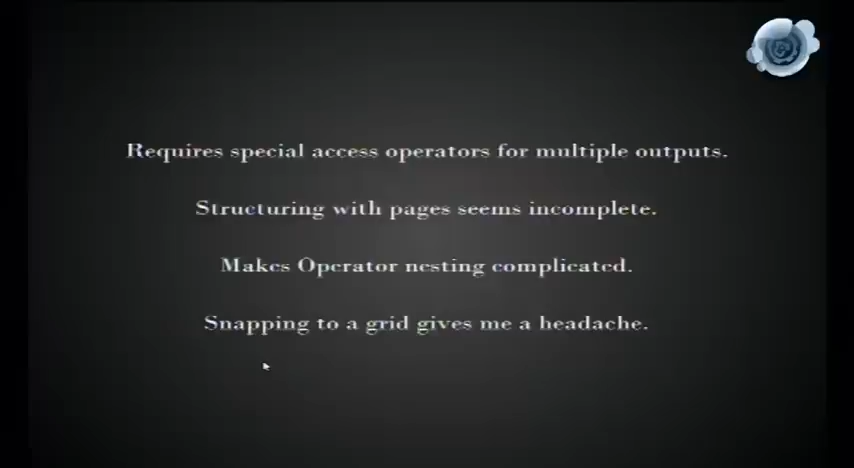 Requires special access operators for multiple outputs.
Structuring with pages seems incomplete.
Makes Operator nesting complicated.
Snapping to a grid gives me a headache.